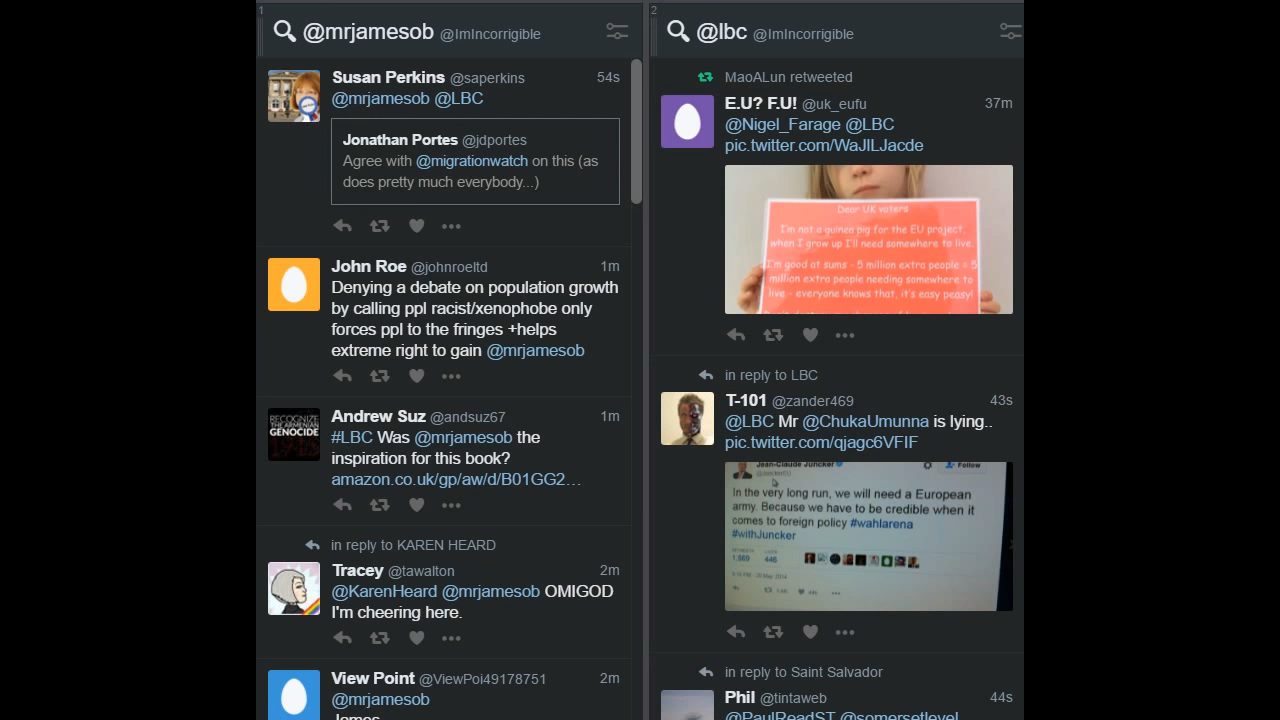 1
@mrjamesob @ImIncorrigible
Susan Perkins @saperkins 54s
@mrjamesob @LBC
Jonathan Portes @jdportes
Agree with @migrationwatch on this (as
does pretty much everybody...)
John Roe @johnroeltd 1m
Denying a debate on population growth
by calling ppl racist/xenophobe only
forces ppl to the fringes +helps
extreme right to gain @mrjamesob
Andrew Suz @andsuz67 1m
RECOGNIZE
THE ARMENIAN
GENOCIDE
#LBC Was @mrjamesob the
inspiration for this book?
amazon.co.uk/gp/aw/d/B01GG2…
in reply to KAREN HEARD
Tracey @tawalton 2m
@KarenHeard @mrjamesob OMIGOD
I'm cheering here.
View Point @ViewPoi49178751 2m
@mrjamesob
James
2
@lbc @ImIncorrigible
MaoALun retweeted
E.U? F.U! @uk_eufu 37m
@Nigel_Farage @LBC
pic.twitter.com/WaJlLJacde
Dear UK voters
I'm not a guinea pig for the EU project,
when I grow up I'll need somewhere to live.
I'm good at sums - 5 million extra people = 5
million extra people needing somewhere to
live - everyone knows that, it's easy peasy!
in reply to LBC
T-101 @zander469 43s
@LBC Mr @ChukaUmunna is lying..
pic.twitter.com/qjagc6VFIF
Jean-Claude Juncker
Follow
In the very long run, we will need a European
army. Because we have to be credible when it
comes to foreign policy #wahlarena
#withJuncker
in reply to Saint Salvador
Phil @tintaweb 44s
@PaulReadST @somersetlevel